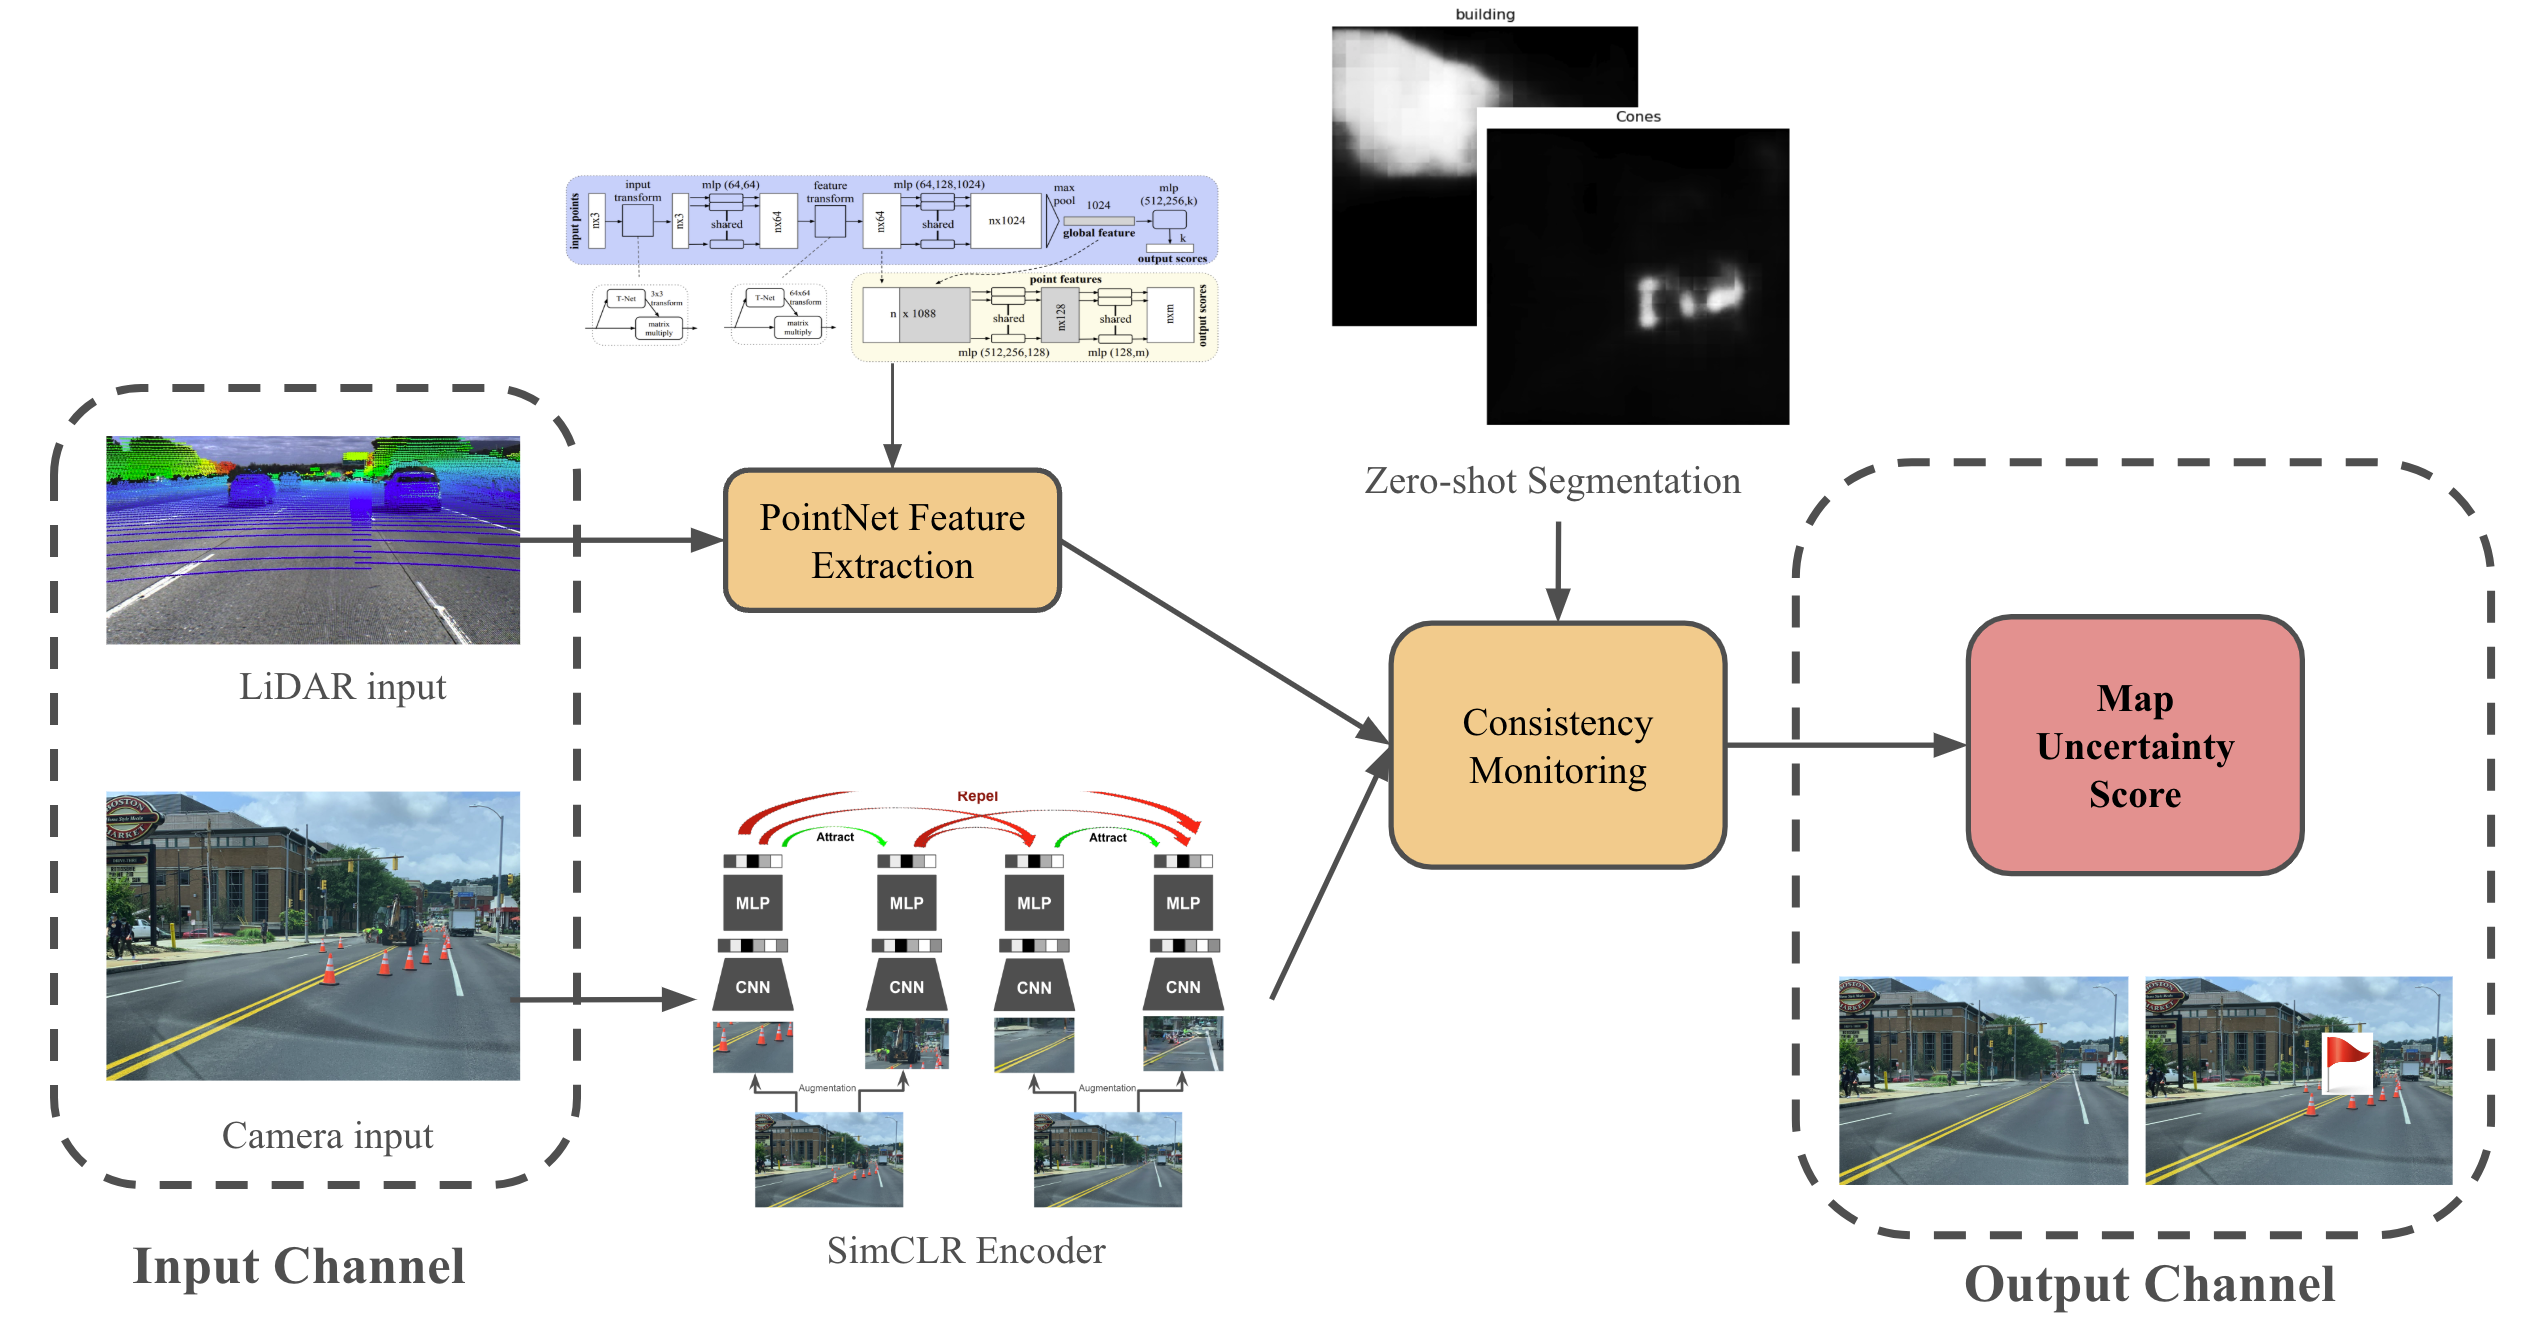 building
Cones
input points
nx3
input
transform
nx3
mlp (64,64)
shared
nx64
feature
transform
nx64
mlp (64,128,1024)
shared
nx1024
max
pool
1024
global feature
mlp
(512,256,k)
k
output scores
T-Net
3x3
transform
matrix
multiply
T-Net
64x64
transform
matrix
multiply
point features
n x 1088
shared
mlp (512,256,128)
nx128
shared
mlp (128,m)
nxm
output scores
Zero-shot Segmentation
PointNet Feature
Extraction
LiDAR input
Consistency
Monitoring
Map
Uncertainty
Score
BOSTON
MARKET
Camera input
Repel
Attract
Attract
MLP
MLP
MLP
MLP
CNN
CNN
CNN
CNN
Augmentation
Augmentation
SimCLR Encoder
Input Channel
Output Channel